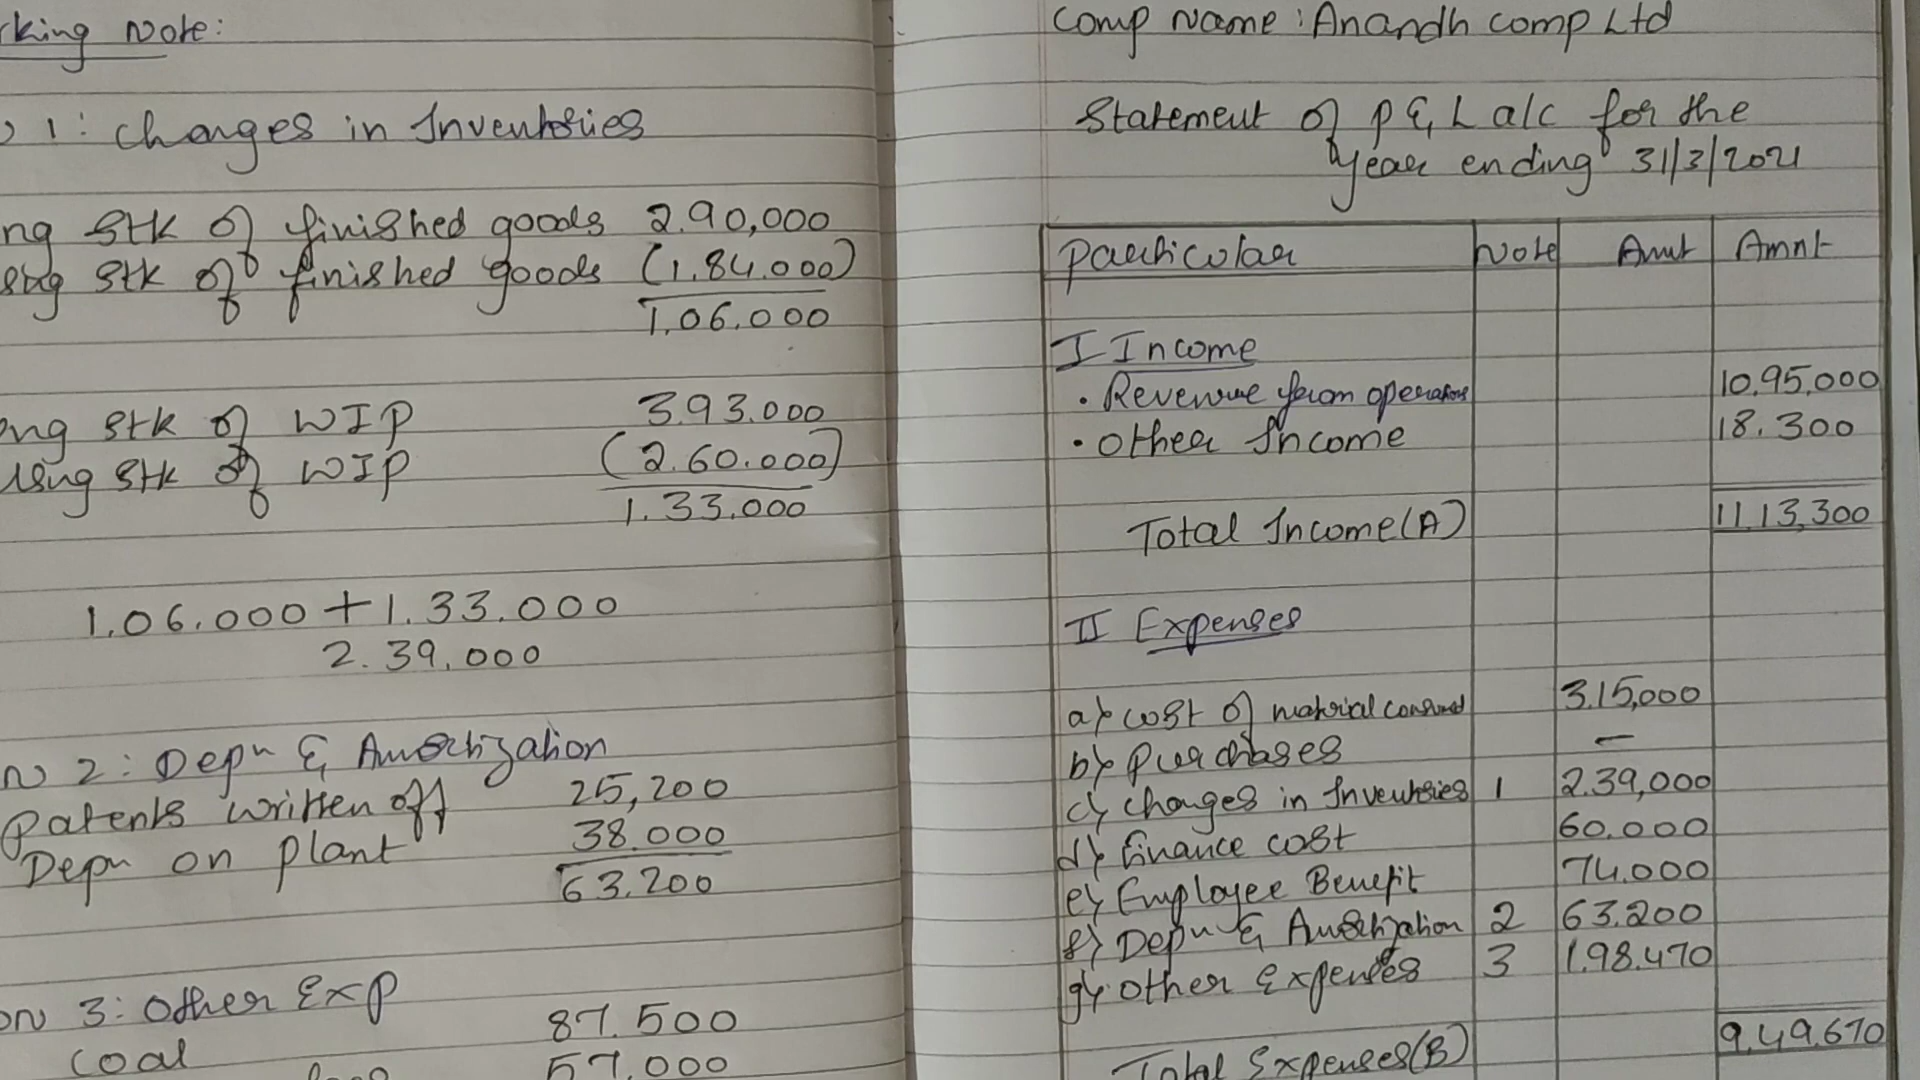 rking Note:
1: Changes in Inventories
ng Stk of finished goods 2.90,000
sing Stk of finished goods (1.84.000)
1.06.000
ong Stk of WIP 3.93.000
using Stk of WIP (2.60.000)
1.33.000
1.06.000 + 1.33.000
2.39.000
N 2: Depn & Amortization
Patents written off 25,200
Depn on plant 38.000
63.200
on 3: Other Exp
Coal 87.500
57.000
Comp Name: Anandh comp Ltd
Statement of P & L a/c for the
year ending 31/3/2021
Particular Note Amt Amnt
I Income
• Revenue from operations 10,95,000
• Other Income 18.300
Total Income (A) 11,13,300
II Expenses
a) Cost of material consumed 3.15,000
b) Purchases —
c) Changes in Inventories 1 2.39,000
d) Finance cost 60.000
e) Employee Benefit 74.000
f) Depn & Amortization 2 63.200
g) Other Expenses 3 1.98.470
Total Expenses (B) 9,49,670